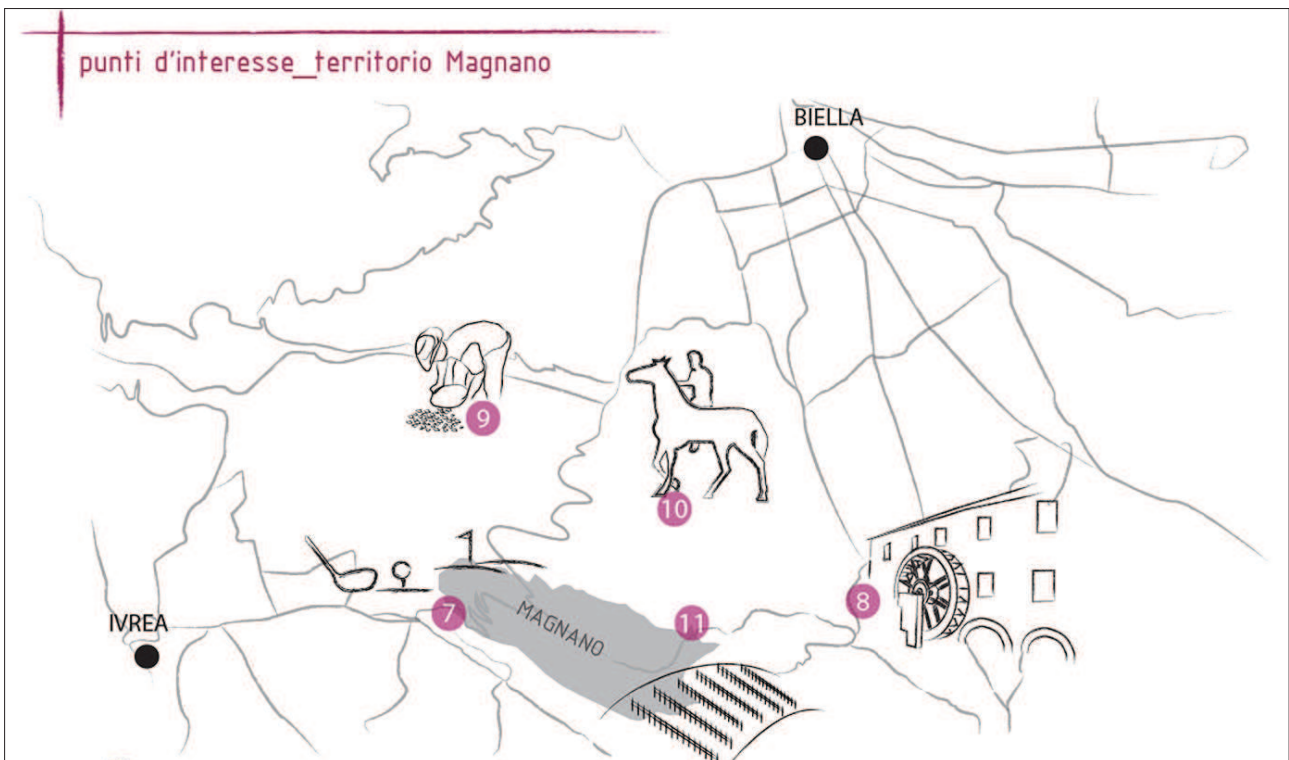 punti d'interesse_territorio Magnano
BIELLA
9
10
8
7
MAGNANO
11
IVREA